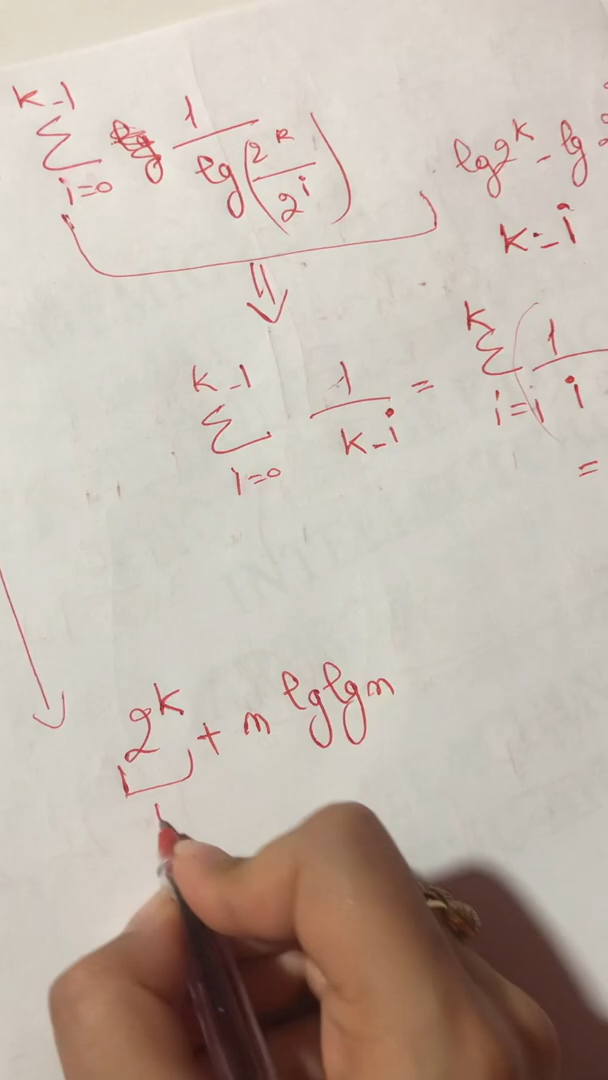 k-1
∑ 1/lg(2^k/2^i) lg2^k - lg
i=0
k-i
k-1 k
∑ 1/(k-i) = ∑ (1/i
i=0 i=1
=
2^k + n lglgn